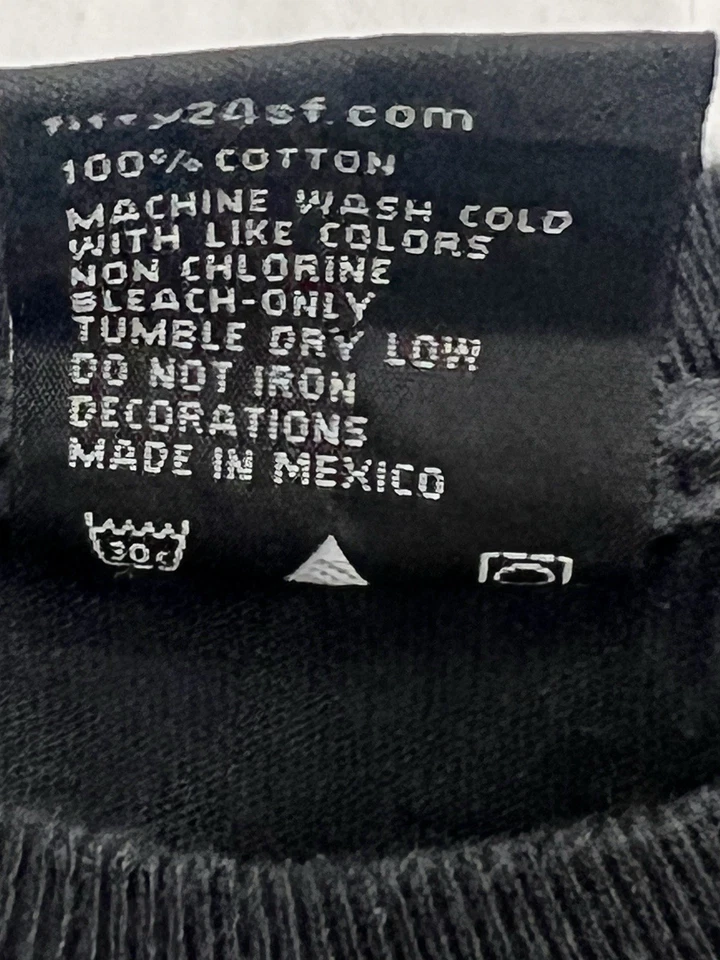 100% COTTON
MACHINE WASH COLD
WITH LIKE COLORS
NON CHLORINE
BLEACH-ONLY
TUMBLE DRY LOW
DO NOT IRON
DECORATIONS
MADE IN MEXICO
30c